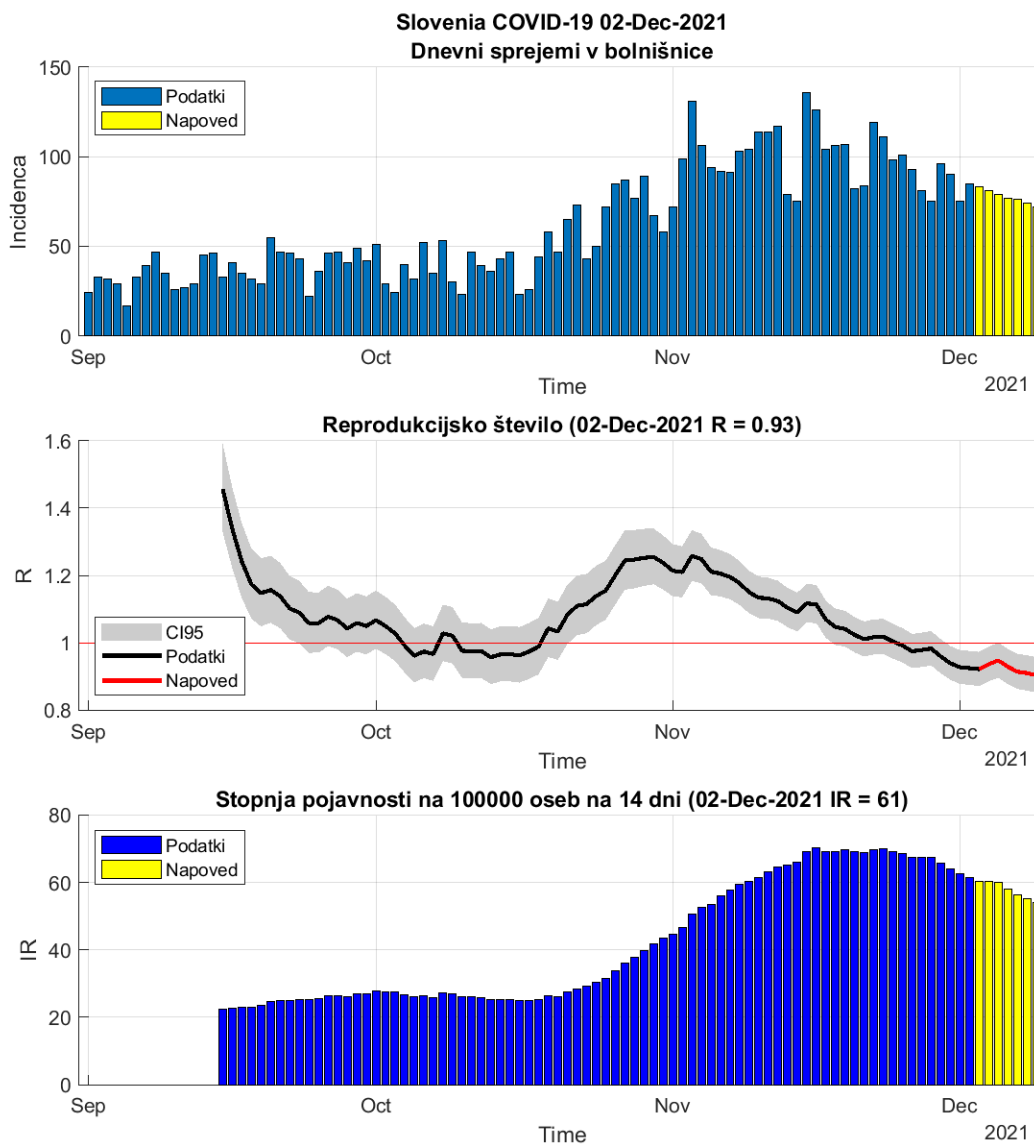 Slovenia COVID-19 02-Dec-2021
Dnevni sprejemi v bolnišnice
150
100
50
0
Incidenca
Podatki
Napoved
Sep
Oct
Nov
Dec
Time
2021
Reprodukcijsko število (02-Dec-2021 R = 0.93)
1.6
1.4
1.2
1
0.8
R
CI95
Podatki
Napoved
Sep
Oct
Nov
Dec
Time
2021
Stopnja pojavnosti na 100000 oseb na 14 dni (02-Dec-2021 IR = 61)
80
60
40
20
0
IR
Podatki
Napoved
Sep
Oct
Nov
Dec
Time
2021